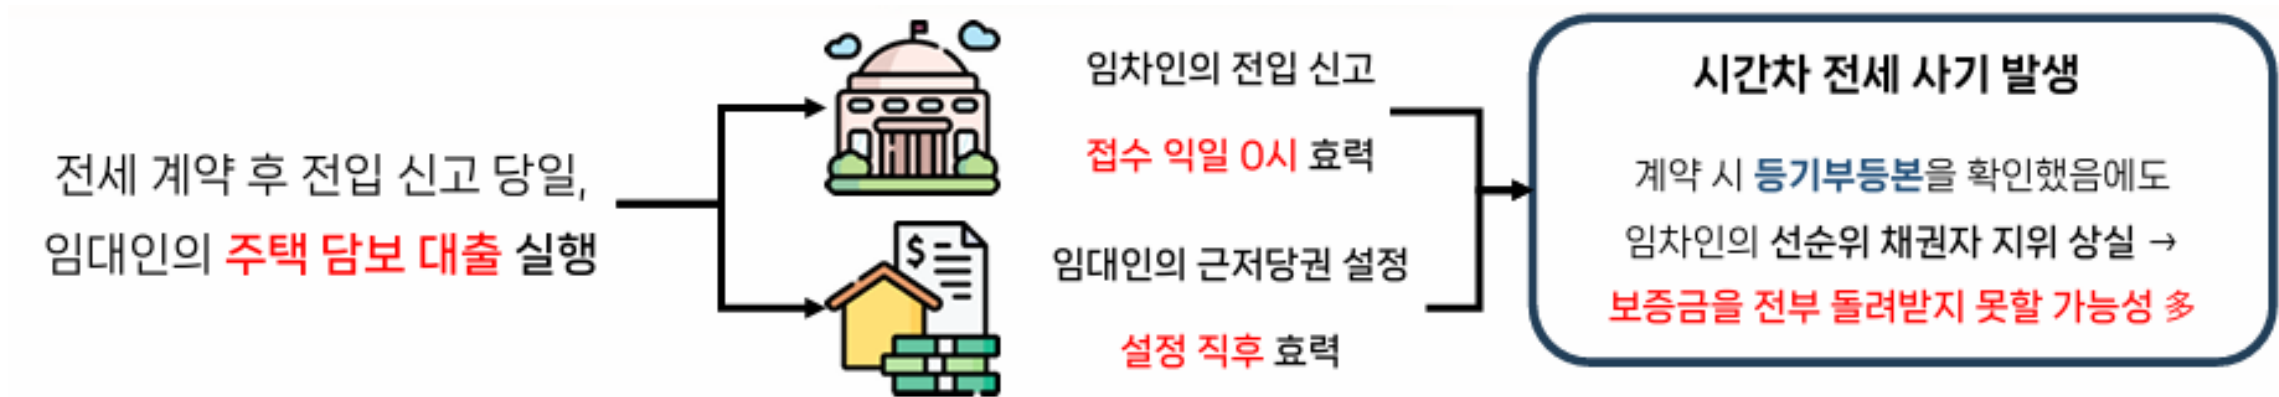 전세 계약 후 전입 신고 당일,
임대인의 주택 담보 대출 실행
임차인의 전입 신고
접수 익일 0시 효력
$
임대인의 근저당권 설정
설정 직후 효력
시간차 전세 사기 발생
계약 시 등기부등본을 확인했음에도
임차인의 선순위 채권자 지위 상실 →
보증금을 전부 돌려받지 못할 가능성 多